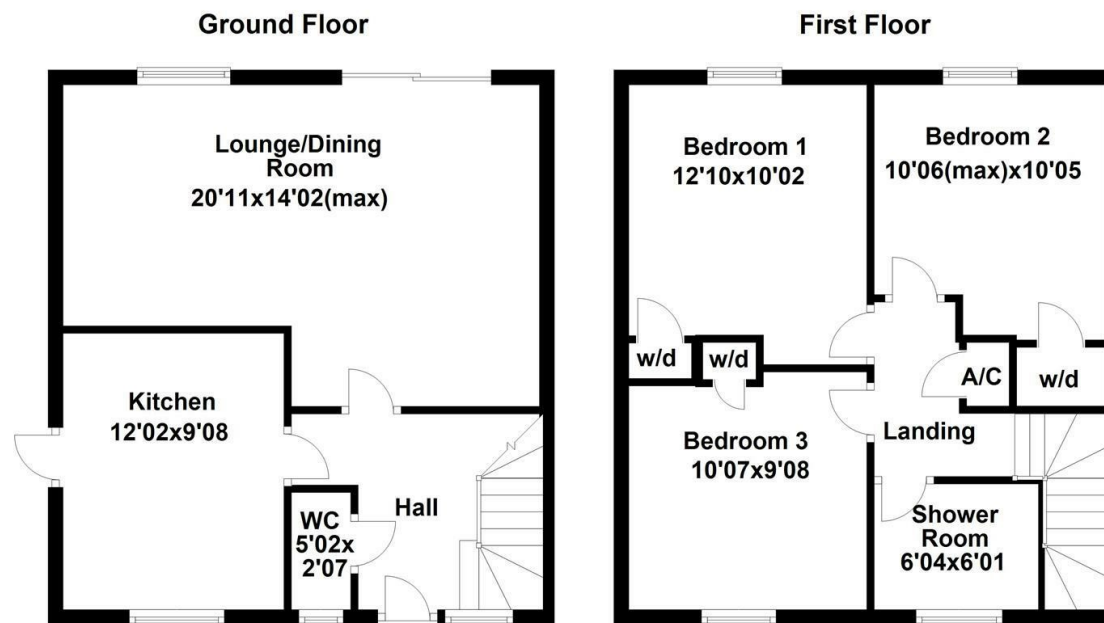 Ground Floor
Lounge/Dining
Room
20'11x14'02(max)
Kitchen
12'02x9'08
Hall
WC
5'02x
2'07
First Floor
Bedroom 1
12'10x10'02
Bedroom 2
10'06(max)x10'05
w/d
w/d
A/C
w/d
Landing
Bedroom 3
10'07x9'08
Shower
Room
6'04x6'01